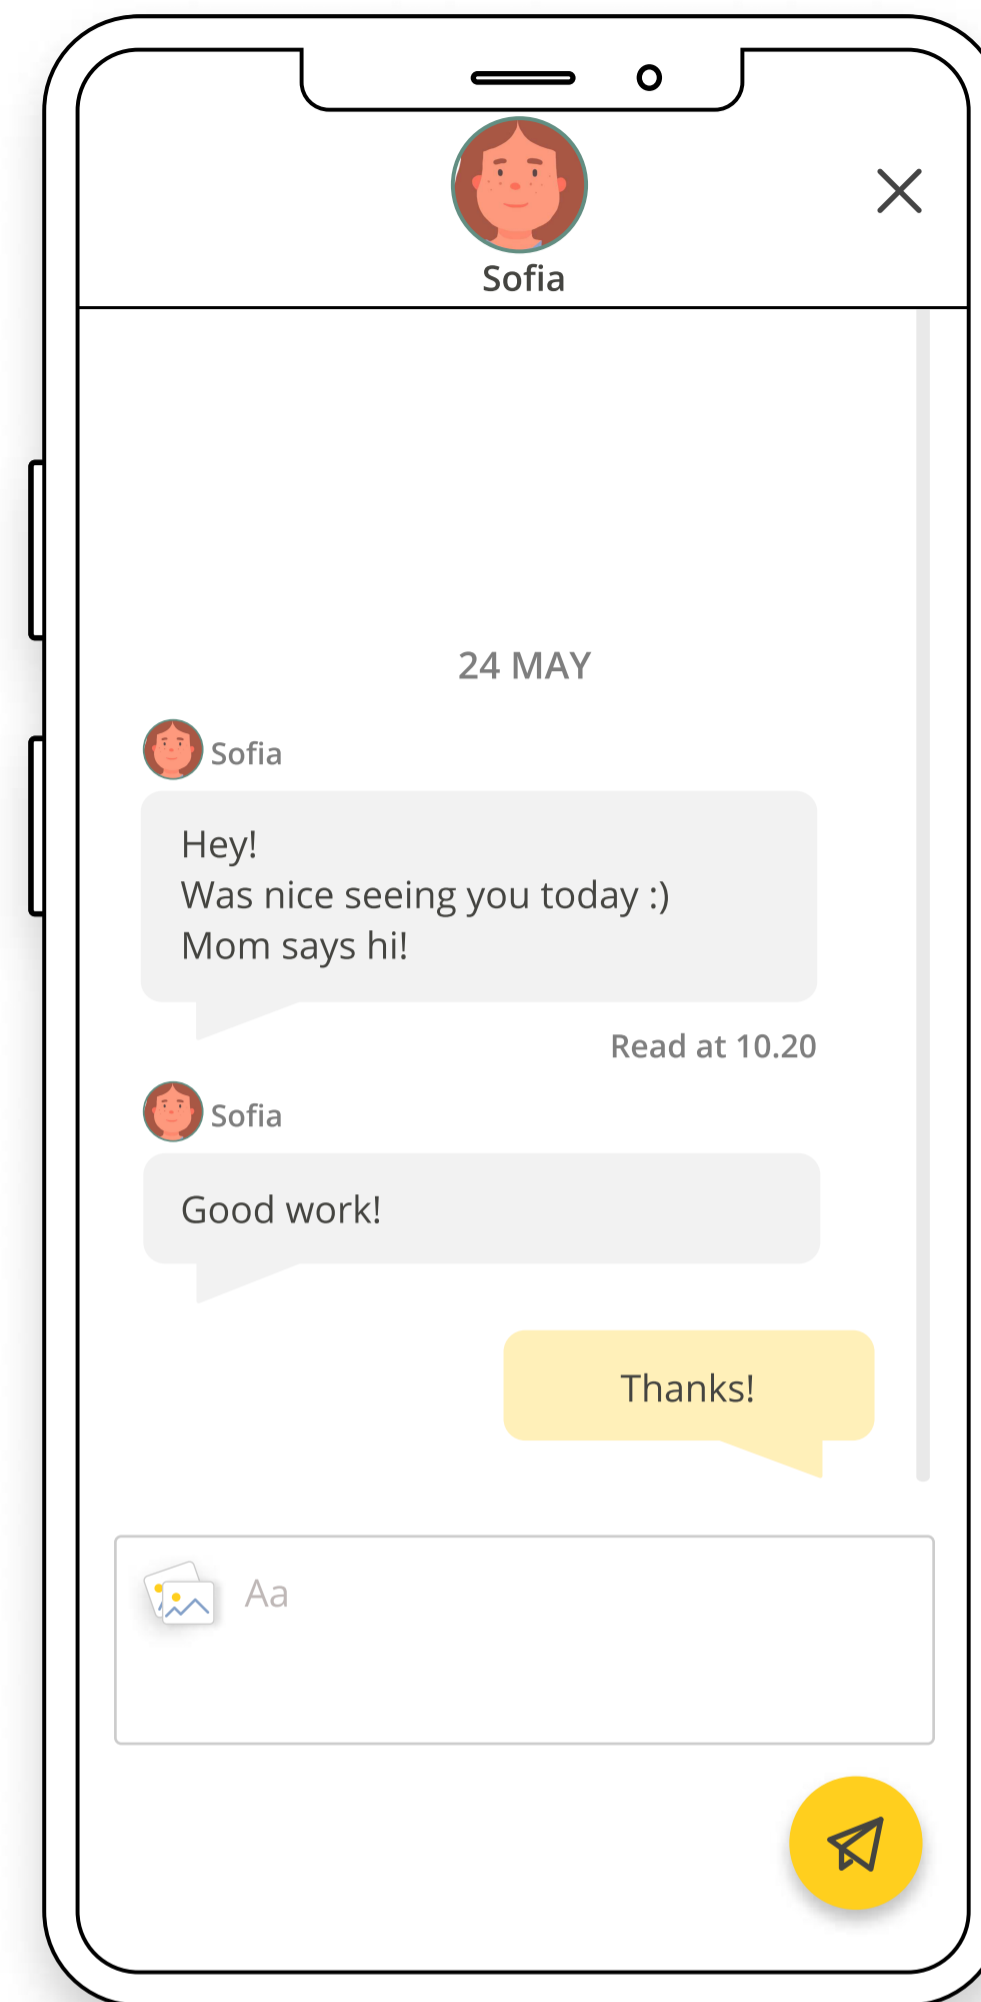 Sofia
24 MAY
Sofia
Hey!
Was nice seeing you today :)
Mom says hi!
Read at 10.20
Sofia
Good work!
Thanks!
Aa